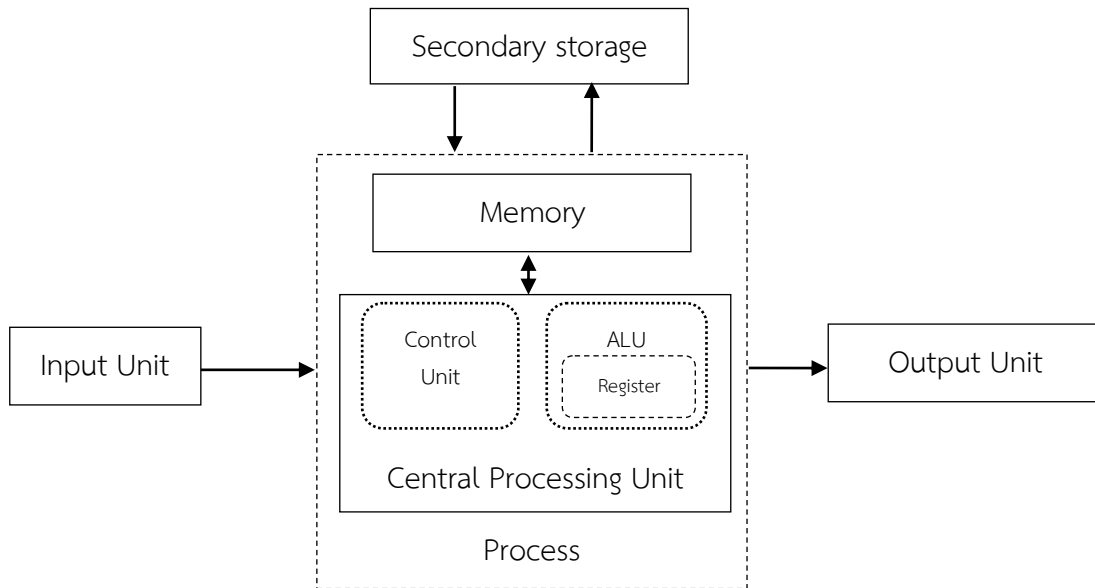 Secondary storage
Memory
Control
Unit
ALU
Register
Input Unit
Output Unit
Central Processing Unit
Process